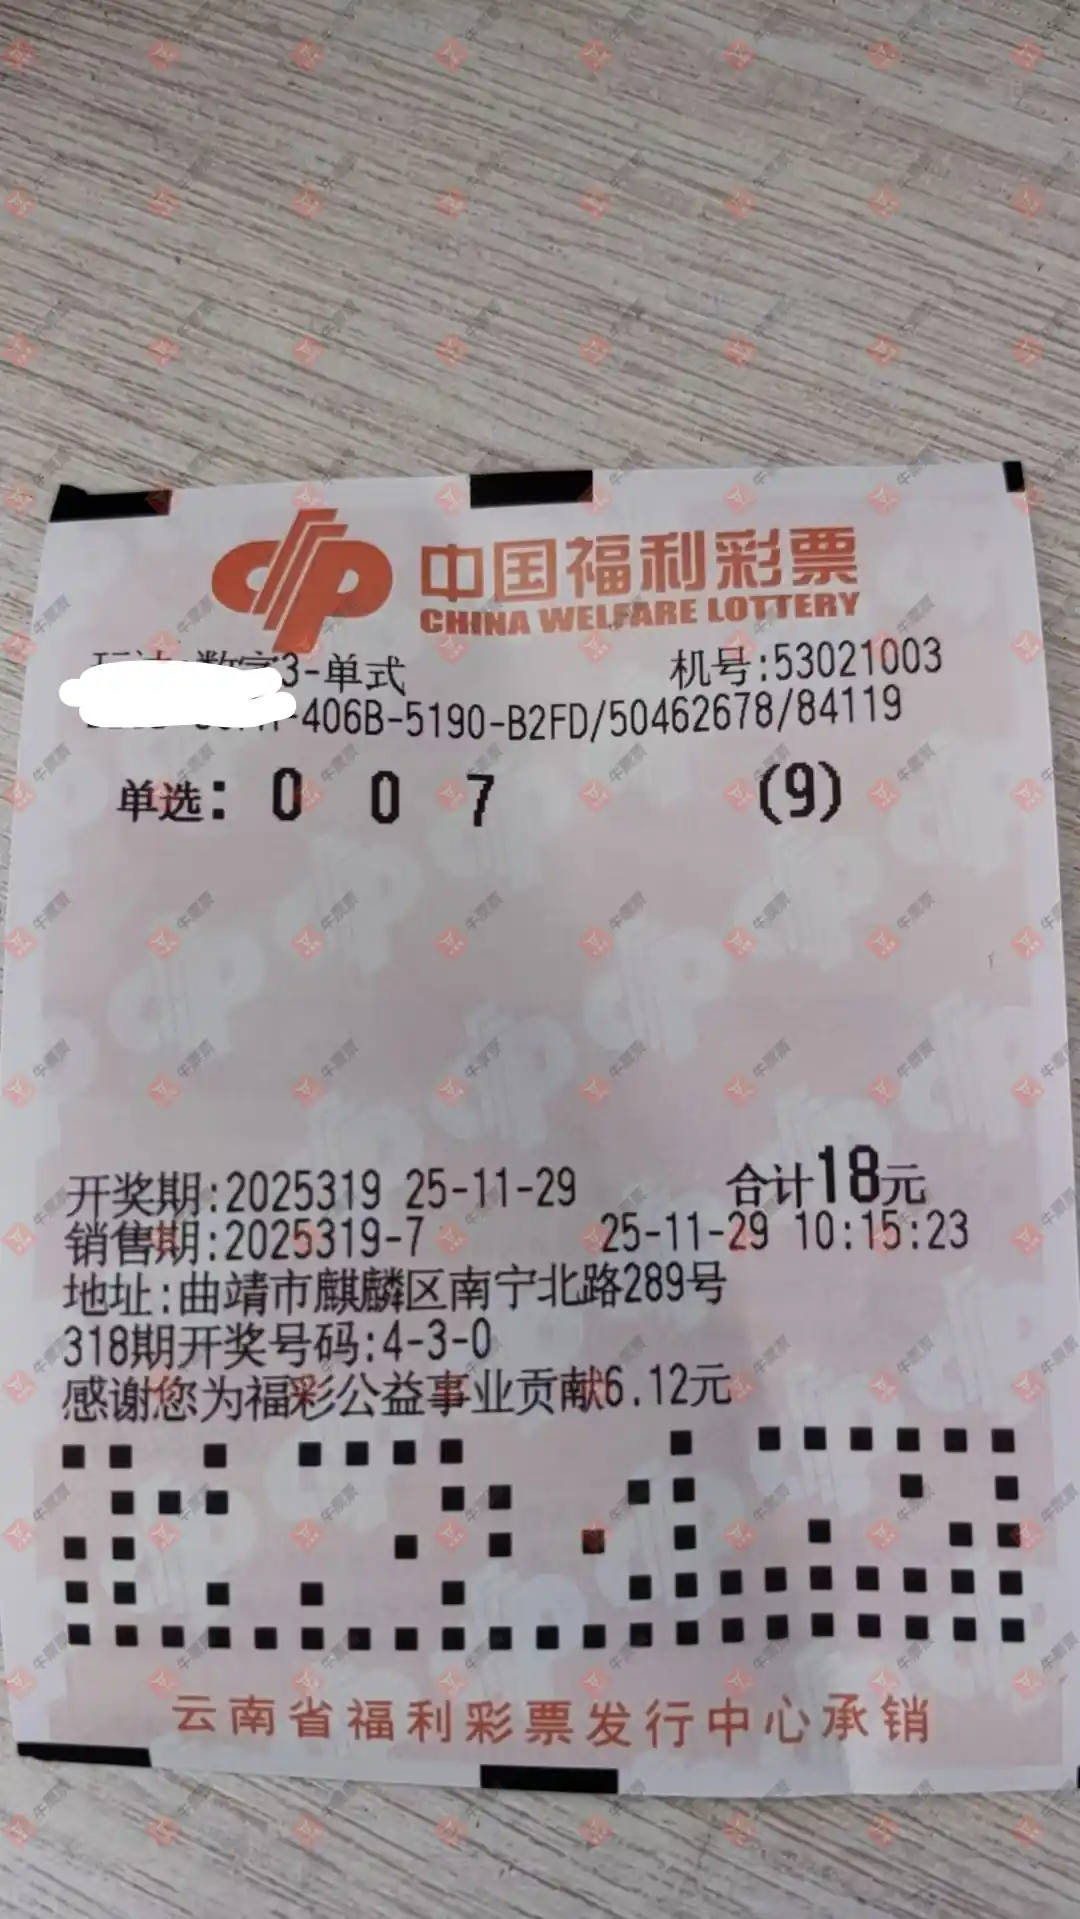 中国福利彩票
CHINA WELFARE LOTTERY
3-单式 机号:53021003
-406B-5190-B2FD/50462678/84119
单选: 0 0 7 (9)
开奖期:2025319 25-11-29 合计18元
销售期:2025319-7 25-11-29 10:15:23
地址:曲靖市麒麟区南宁北路289号
318期开奖号码:4-3-0
感谢您为福彩公益事业贡献6.12元
云南省福利彩票发行中心承销